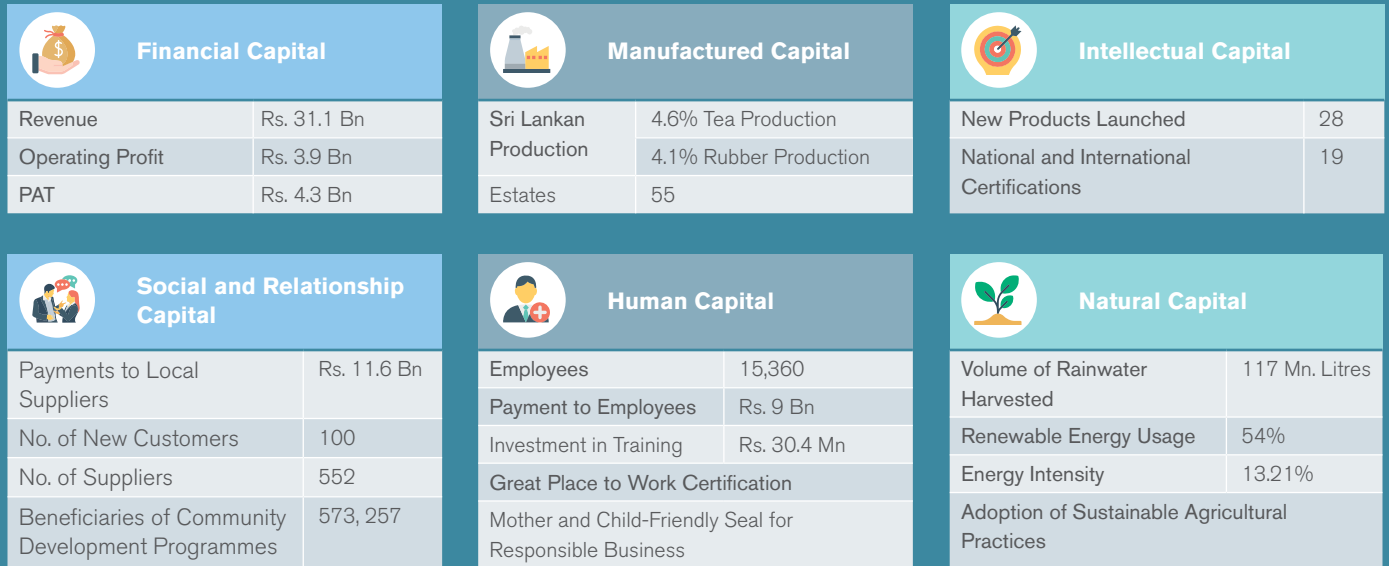 Financial Capital
Revenue Rs. 31.1 Bn
Operating Profit Rs. 3.9 Bn
PAT Rs. 4.3 Bn
Manufactured Capital
Sri Lankan
Production
4.6% Tea Production
4.1% Rubber Production
Estates 55
Intellectual Capital
New Products Launched 28
National and International
Certifications
19
Social and Relationship
Capital
Payments to Local
Suppliers
Rs. 11.6 Bn
No. of New Customers 100
No. of Suppliers 552
Beneficiaries of Community
Development Programmes
573, 257
Human Capital
Employees 15,360
Payment to Employees Rs. 9 Bn
Investment in Training Rs. 30.4 Mn
Great Place to Work Certification
Mother and Child-Friendly Seal for
Responsible Business
Natural Capital
Volume of Rainwater
Harvested
117 Mn. Litres
Renewable Energy Usage 54%
Energy Intensity 13.21%
Adoption of Sustainable Agricultural
Practices